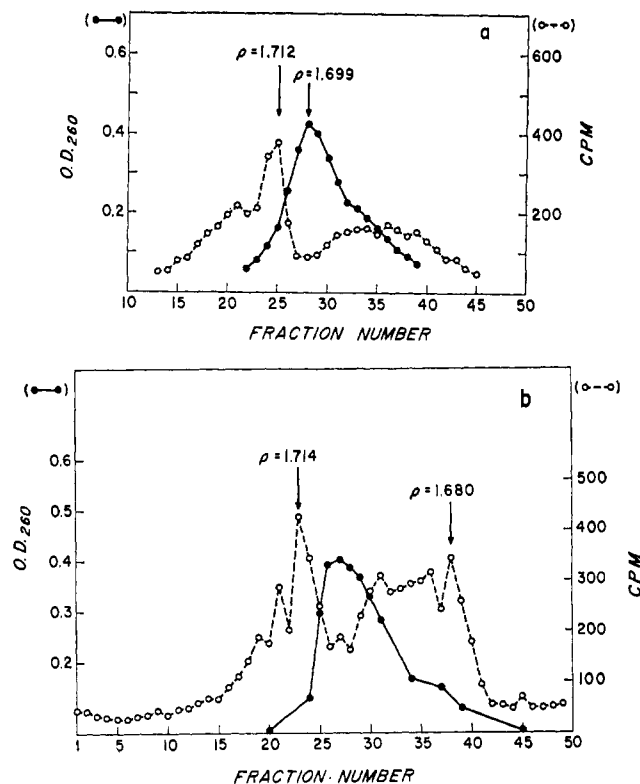 (●—●)
(o--o)
a
ρ=1.712
ρ=1.699
0.6
0.4
0.2
600
400
200
O.D.260
CPM
10 15 20 25 30 35 40 45 50
FRACTION NUMBER
(●—●)
(o--o)
b
ρ=1.714
ρ=1.680
0.6
0.5
0.4
0.3
0.2
500
400
300
200
100
O.D.260
CPM
1 5 10 15 20 25 30 35 40 45 49
FRACTION·NUMBER